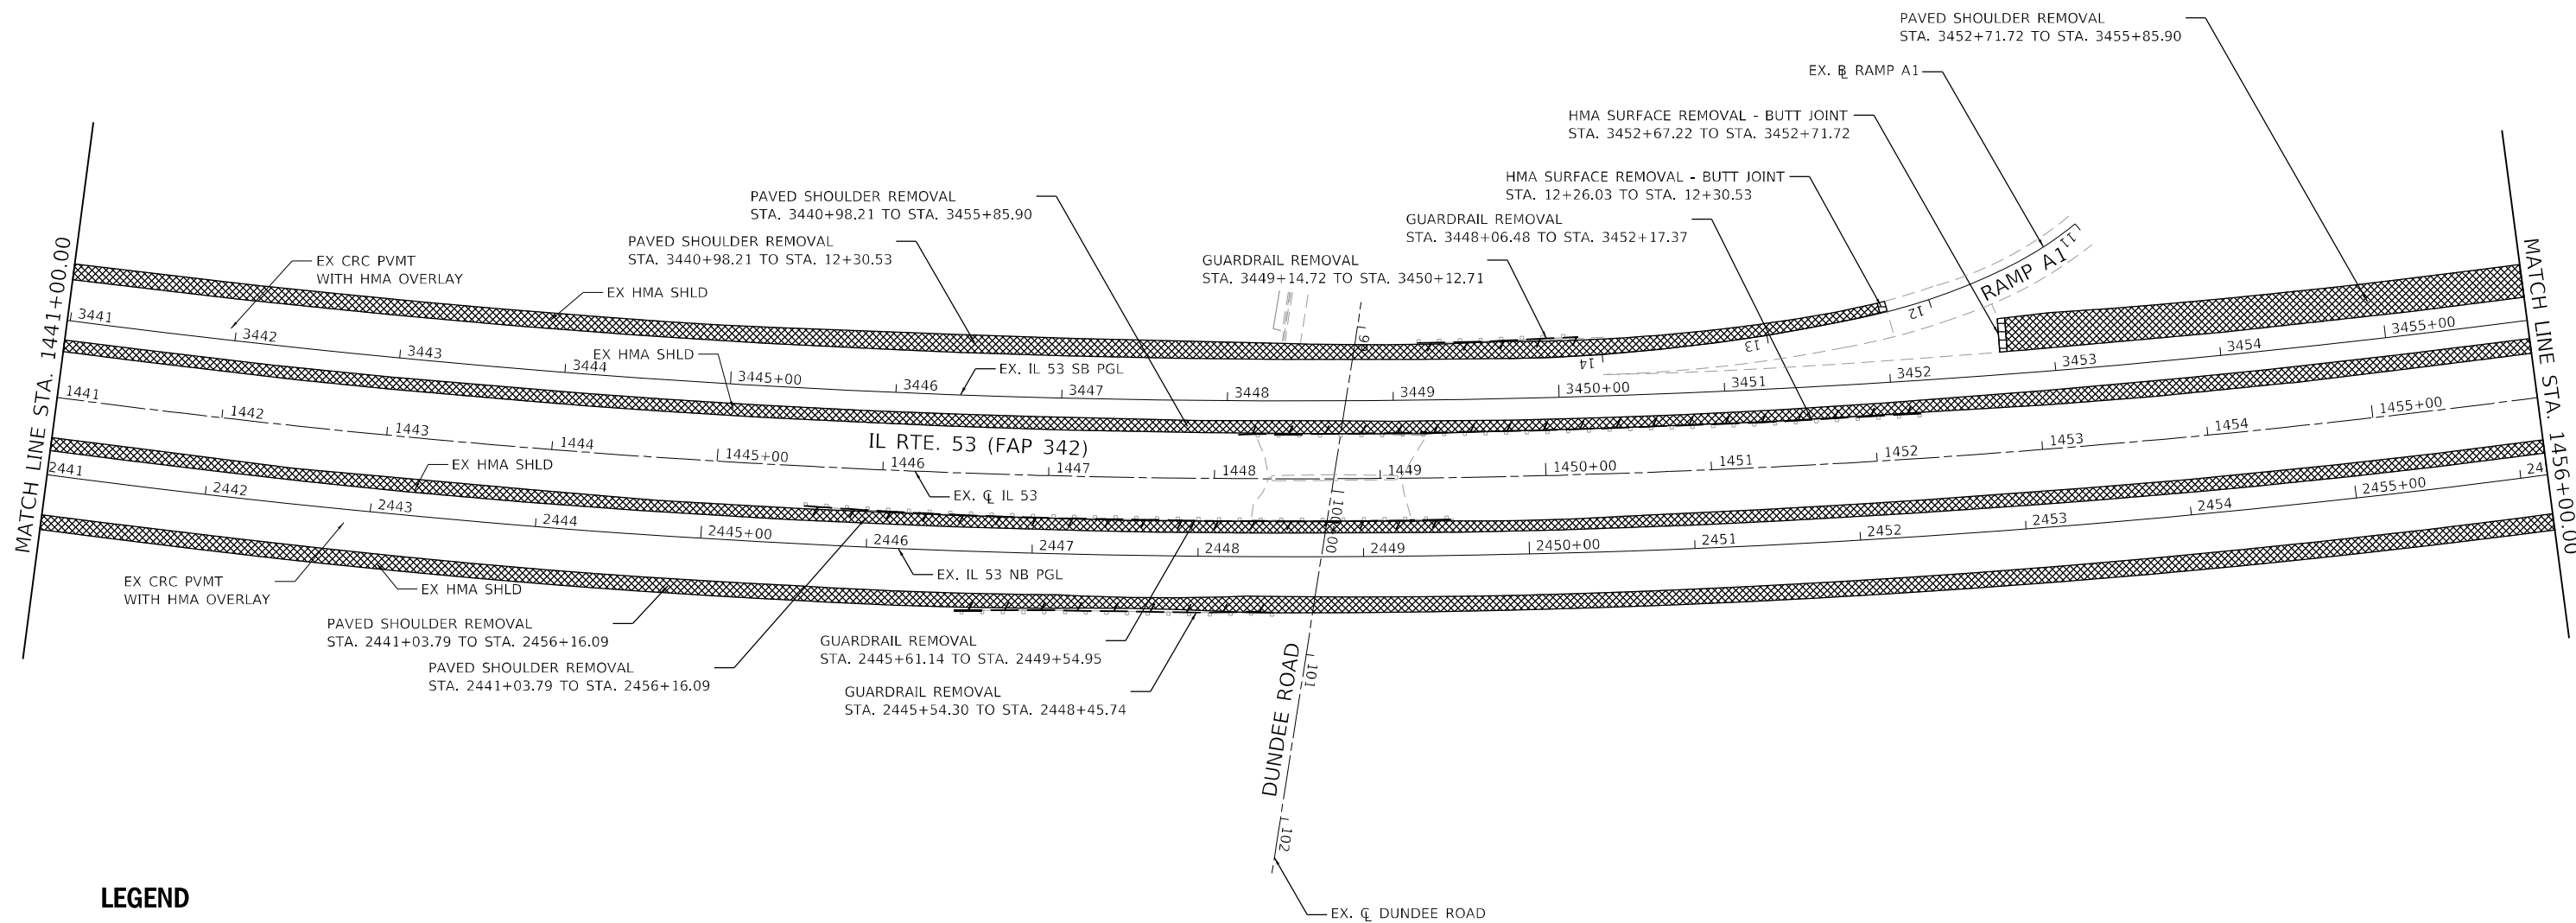 PAVED SHOULDER REMOVAL
STA. 3452+71.72 TO STA. 3455+85.90
EX. ℄ RAMP A1
HMA SURFACE REMOVAL - BUTT JOINT
STA. 3452+67.22 TO STA. 3452+71.72
HMA SURFACE REMOVAL - BUTT JOINT
STA. 12+26.03 TO STA. 12+30.53
GUARDRAIL REMOVAL
STA. 3448+06.48 TO STA. 3452+17.37
GUARDRAIL REMOVAL
STA. 3449+14.72 TO STA. 3450+12.71
PAVED SHOULDER REMOVAL
STA. 3440+98.21 TO STA. 3455+85.90
PAVED SHOULDER REMOVAL
STA. 3440+98.21 TO STA. 12+30.53
EX CRC PVMT
WITH HMA OVERLAY
EX HMA SHLD
MATCH LINE STA. 1441+00.00
MATCH LINE STA. 1456+00.00
RAMP A1
11
12
13
14
3441
3442
3443
3444
3445+00
3446
3447
3448
3449
3450+00
3451
3452
3453
3454
3455+00
EX HMA SHLD
EX. IL 53 SB PGL
99
1441
1442
1443
1444
1445+00
1446
1447
1448
1449
1450+00
1451
1452
1453
1454
1455+00
IL RTE. 53 (FAP 342)
EX HMA SHLD
EX. ℄ IL 53
100+00
2441
2442
2443
2444
2445+00
2446
2447
2448
2449
2450+00
2451
2452
2453
2454
2455+00
24
EX. IL 53 NB PGL
EX CRC PVMT
WITH HMA OVERLAY
EX HMA SHLD
PAVED SHOULDER REMOVAL
STA. 2441+03.79 TO STA. 2456+16.09
PAVED SHOULDER REMOVAL
STA. 2441+03.79 TO STA. 2456+16.09
GUARDRAIL REMOVAL
STA. 2445+61.14 TO STA. 2449+54.95
GUARDRAIL REMOVAL
STA. 2445+54.30 TO STA. 2448+45.74
DUNDEE ROAD
101
102
EX. ℄ DUNDEE ROAD
LEGEND